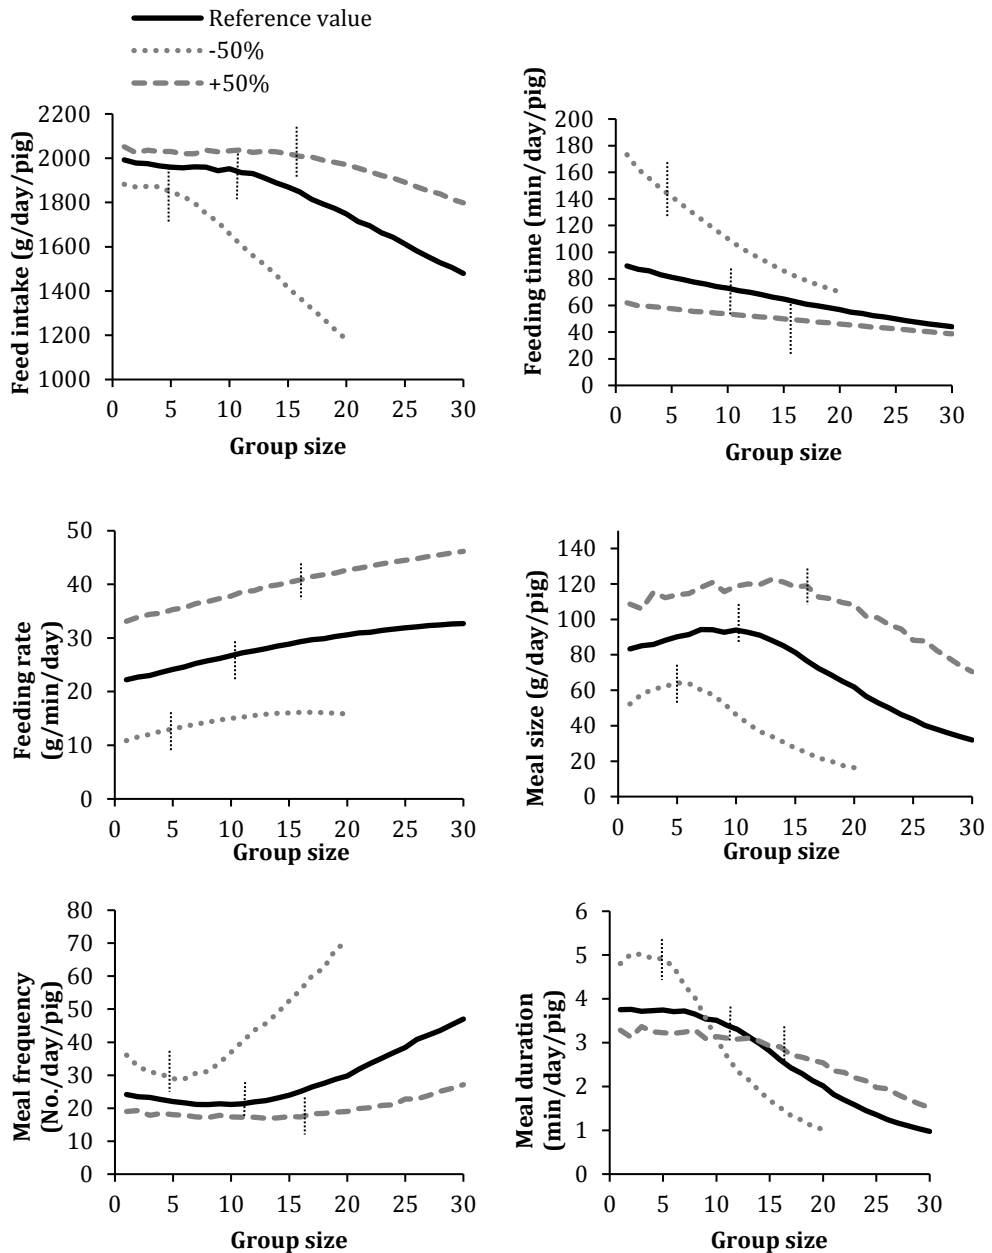 Reference value
-50%
+50%
Feed intake (g/day/pig)
2200
2000
1800
1600
1400
1200
1000
0 5 10 15 20 25 30
Group size
Feeding time (min/day/pig)
200
180
160
140
120
100
80
60
40
20
0
0 5 10 15 20 25 30
Group size
Feeding rate
(g/min/day)
50
40
30
20
10
0
0 5 10 15 20 25 30
Group size
Meal size (g/day/pig)
140
120
100
80
60
40
20
0
0 5 10 15 20 25 30
Group size
Meal frequency
(No./day/pig)
80
70
60
50
40
30
20
10
0
0 5 10 15 20 25 30
Group size
Meal duration
(min/day/pig)
6
5
4
3
2
1
0
0 5 10 15 20 25 30
Group size